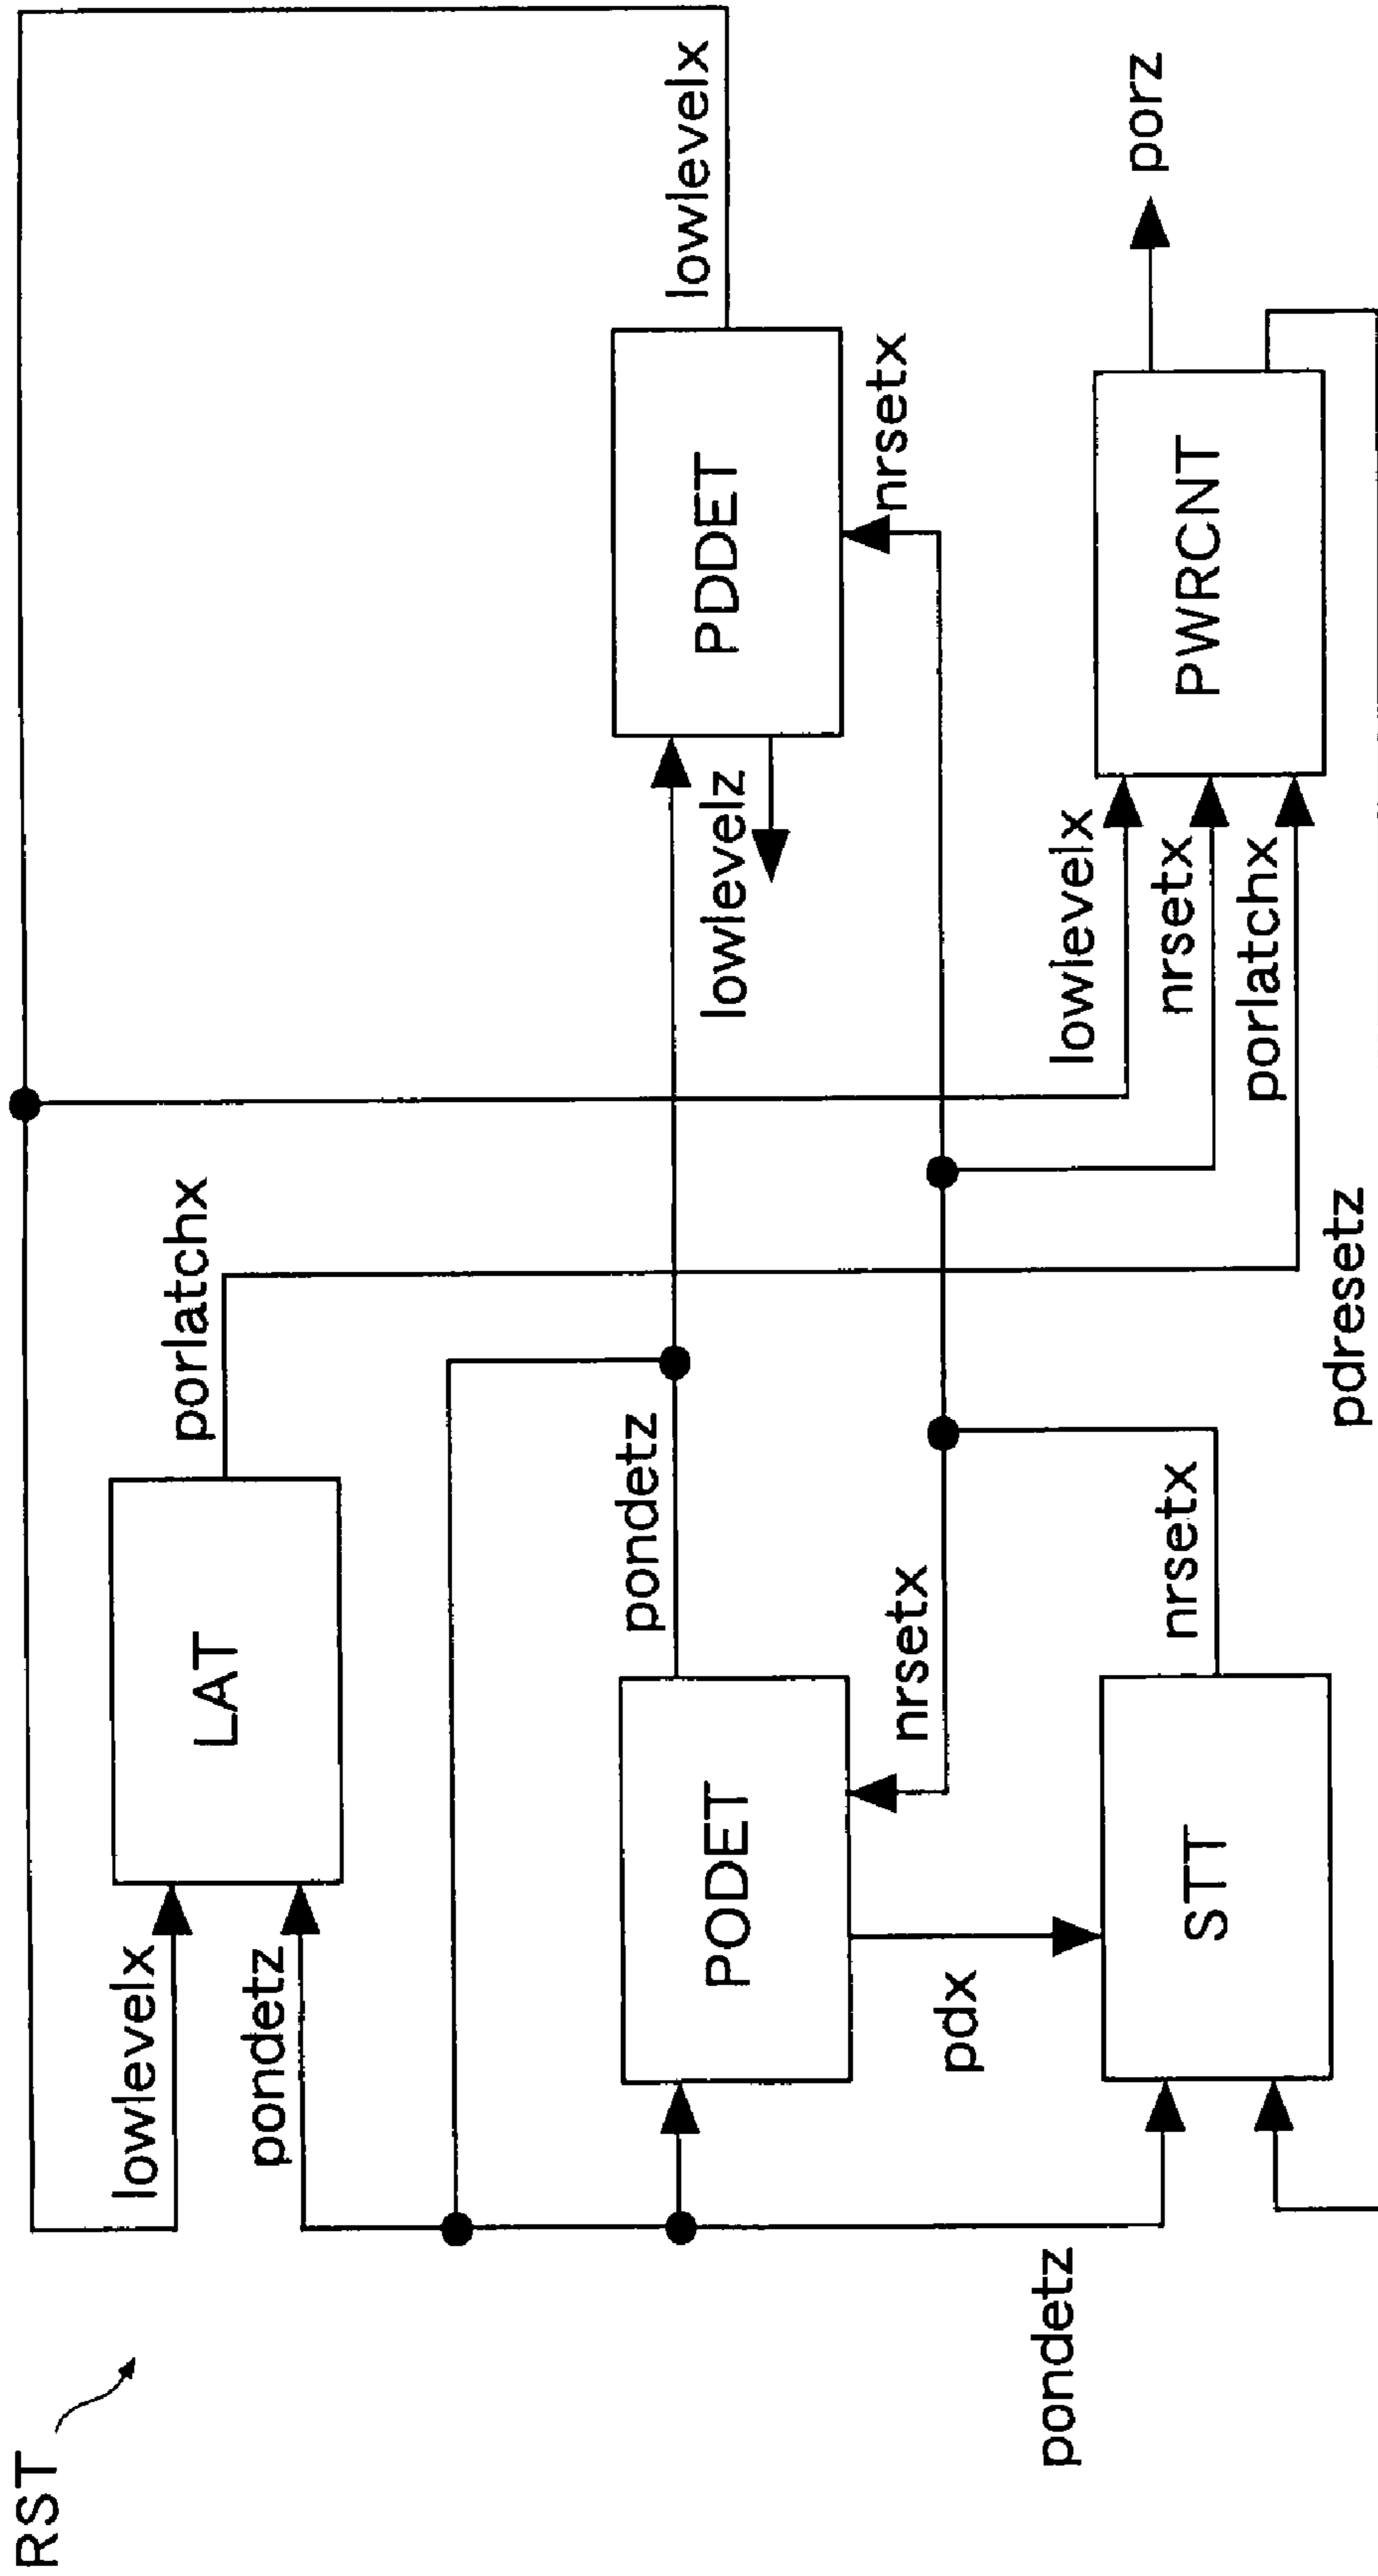 RST
lowlevelx
pondetz
LAT
porlatchx
lowlevelx
PODET
pondetz
lowlevelz
PDDET
nrsetx
nrsetx
pdx
pondetz
STT
nrsetx
lowlevelx
nrsetx
porlatchx
PWRCNT
porz
pdresetz